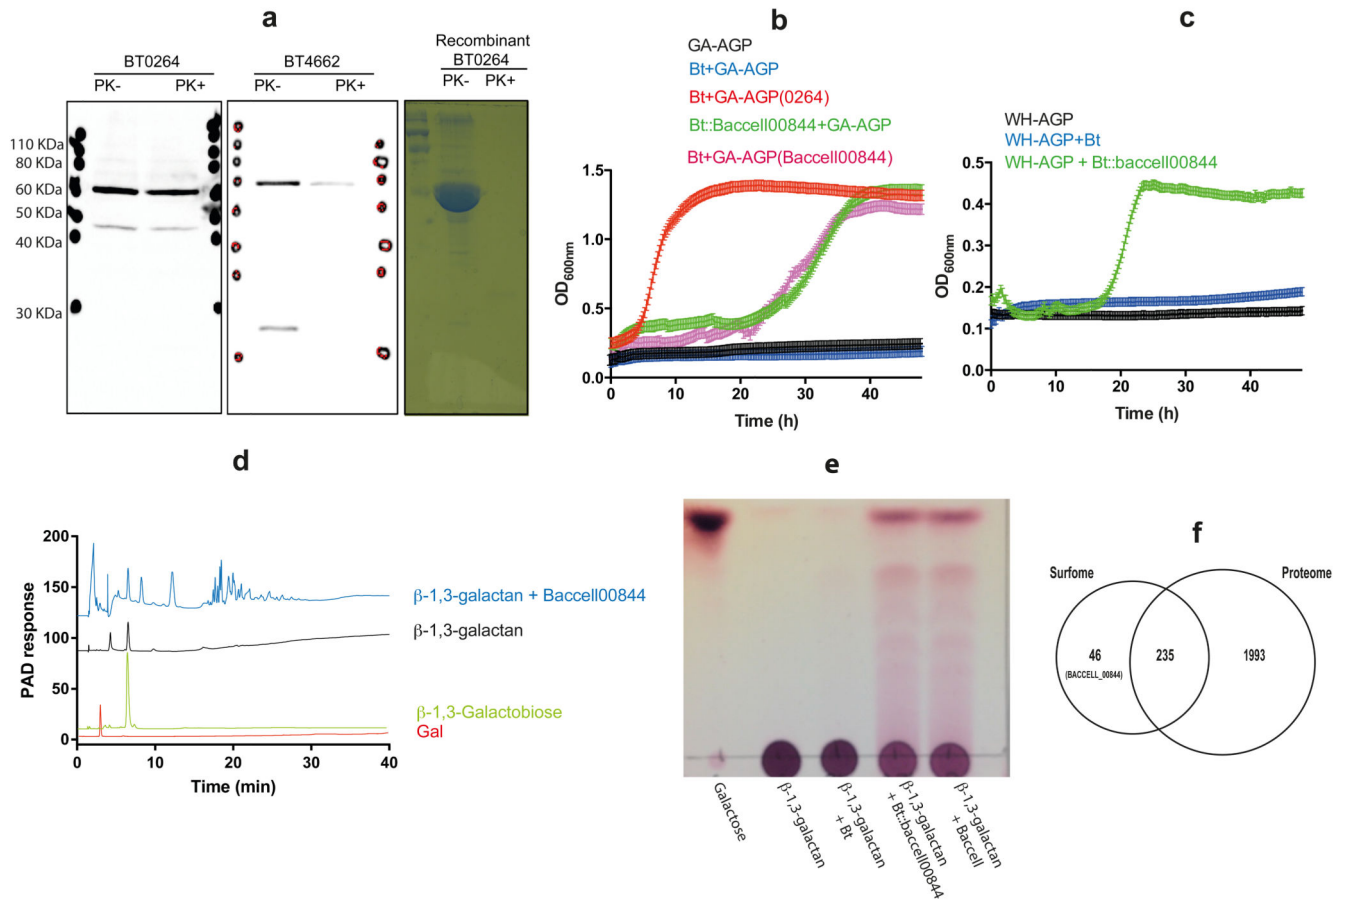 a
BT0264
PK-
PK+
BT4662
PK-
PK+
Recombinant
BT0264
PK-
PK+
110 KDa
80 KDa
60 KDa
50 KDa
40 KDa
30 KDa
b
GA-AGP
Bt+GA-AGP
Bt+GA-AGP(0264)
Bt::Baccell00844+GA-AGP
Bt+GA-AGP(Baccell00844)
OD600nm
1.5
1.0
0.5
0.0
0
10
20
30
40
Time (h)
c
WH-AGP
WH-AGP+Bt
WH-AGP + Bt::baccell00844
OD600nm
0.5
0.4
0.3
0.2
0.1
0.0
0
10
20
30
40
Time (h)
d
PAD response
200
150
100
50
0
0
10
20
30
40
Time (min)
β-1,3-galactan + Baccell00844
β-1,3-galactan
β-1,3-Galactobiose
Gal
e
Galactose
β-1,3-galactan
β-1,3-galactan
+ Bt
β-1,3-galactan
+ Bt::baccell00844
β-1,3-galactan
+ Baccell
f
Surfome
Proteome
46
(BACCELL_00844)
235
1993